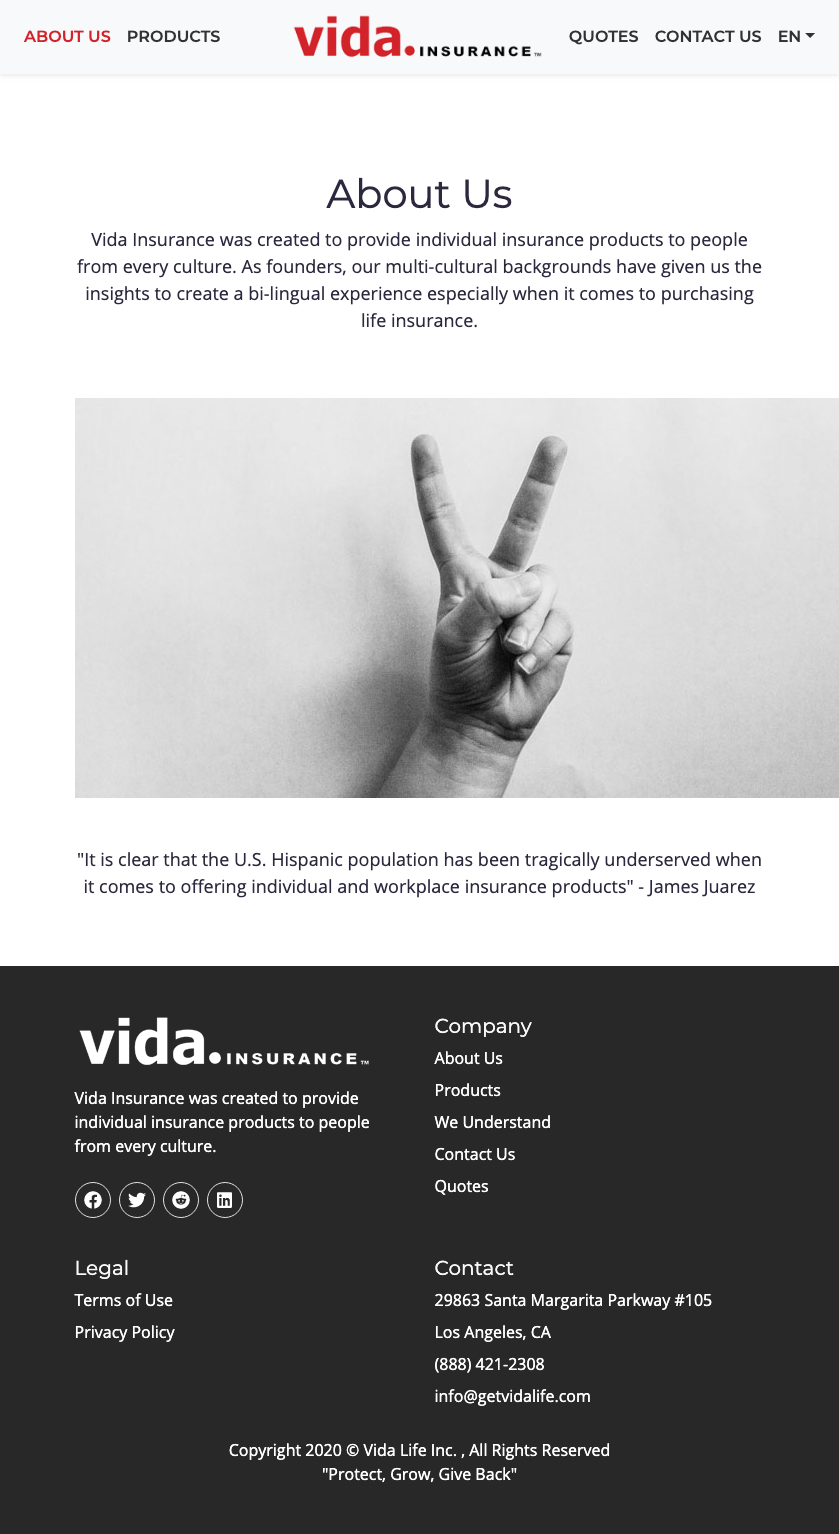 ABOUT US PRODUCTS vida.INSURANCE™ QUOTES CONTACT US EN
About Us
Vida Insurance was created to provide individual insurance products to people
from every culture. As founders, our multi-cultural backgrounds have given us the
insights to create a bi-lingual experience especially when it comes to purchasing
life insurance.
"It is clear that the U.S. Hispanic population has been tragically underserved when
it comes to offering individual and workplace insurance products" - James Juarez
vida.INSURANCE™
Vida Insurance was created to provide
individual insurance products to people
from every culture.
Company
About Us
Products
We Understand
Contact Us
Quotes
Legal
Terms of Use
Privacy Policy
Contact
29863 Santa Margarita Parkway #105
Los Angeles, CA
(888) 421-2308
info@getvidalife.com
Copyright 2020 © Vida Life Inc. , All Rights Reserved
"Protect, Grow, Give Back"